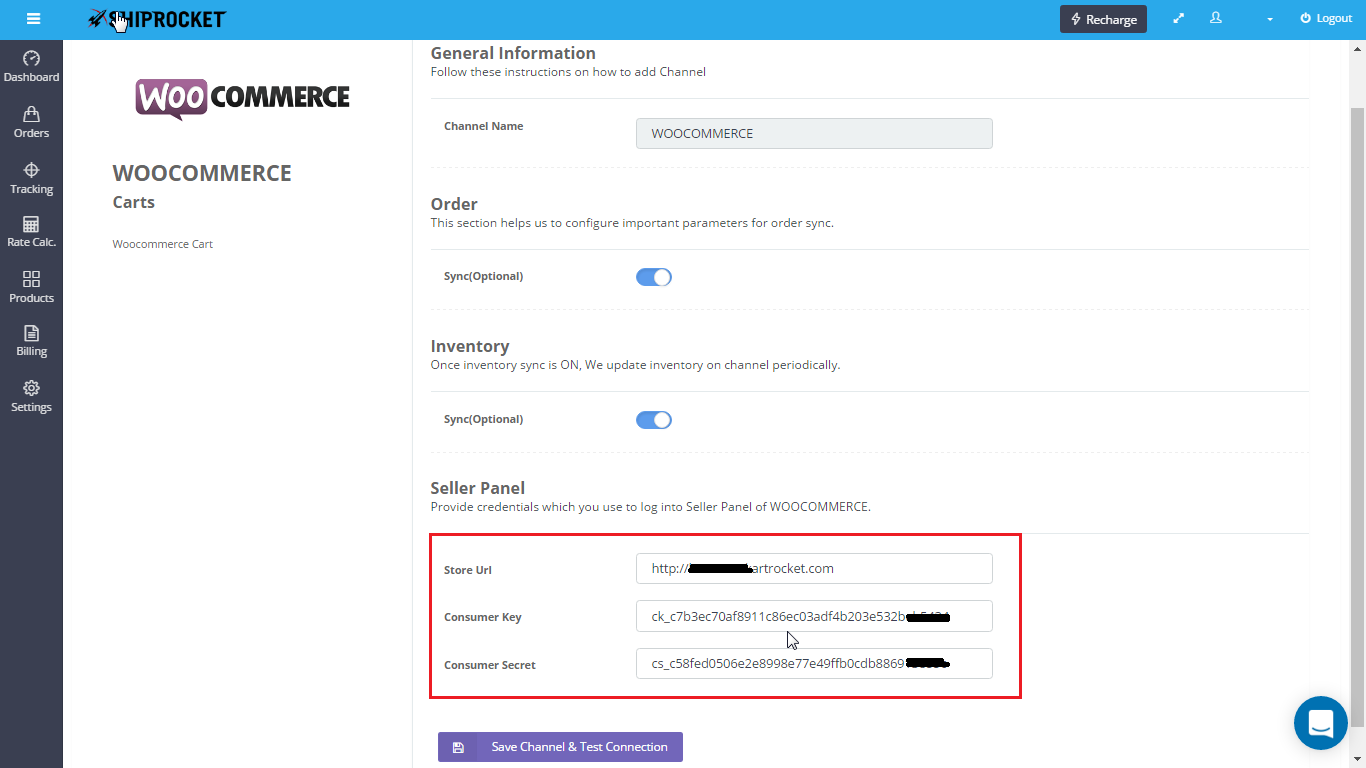 SHIPROCKET
Recharge
Logout
Dashboard
Orders
Tracking
Rate Calc.
Products
Billing
Settings
WOOCOMMERCE
WOOCOMMERCE
Carts
Woocommerce Cart
General Information
Follow these instructions on how to add Channel
Channel Name
WOOCOMMERCE
Order
This section helps us to configure important parameters for order sync.
Sync(Optional)
Inventory
Once inventory sync is ON, We update inventory on channel periodically.
Sync(Optional)
Seller Panel
Provide credentials which you use to log into Seller Panel of WOOCOMMERCE.
Store Url
http:// artrocket.com
Consumer Key
ck_c7b3ec70af8911c86ec03adf4b203e532b
Consumer Secret
cs_c58fed0506e2e8998e77e49ffb0cdb8869
Save Channel & Test Connection